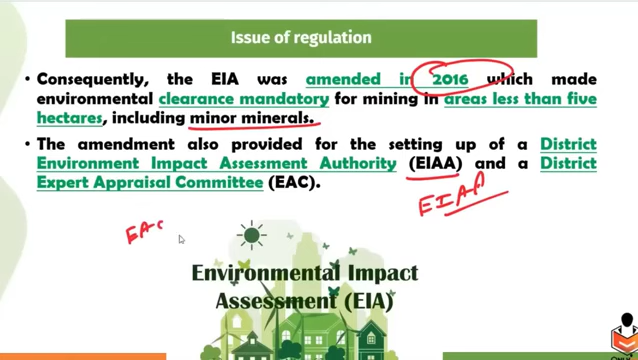 Issue of regulation
• Consequently, the EIA was amended in 2016 which made
environmental clearance mandatory for mining in areas less than five
hectares, including minor minerals.
• The amendment also provided for the setting up of a District
Environment Impact Assessment Authority (EIAA) and a District
Expert Appraisal Committee (EAC).
EIAA
EAC
Environmental Impact
Assessment (EIA)